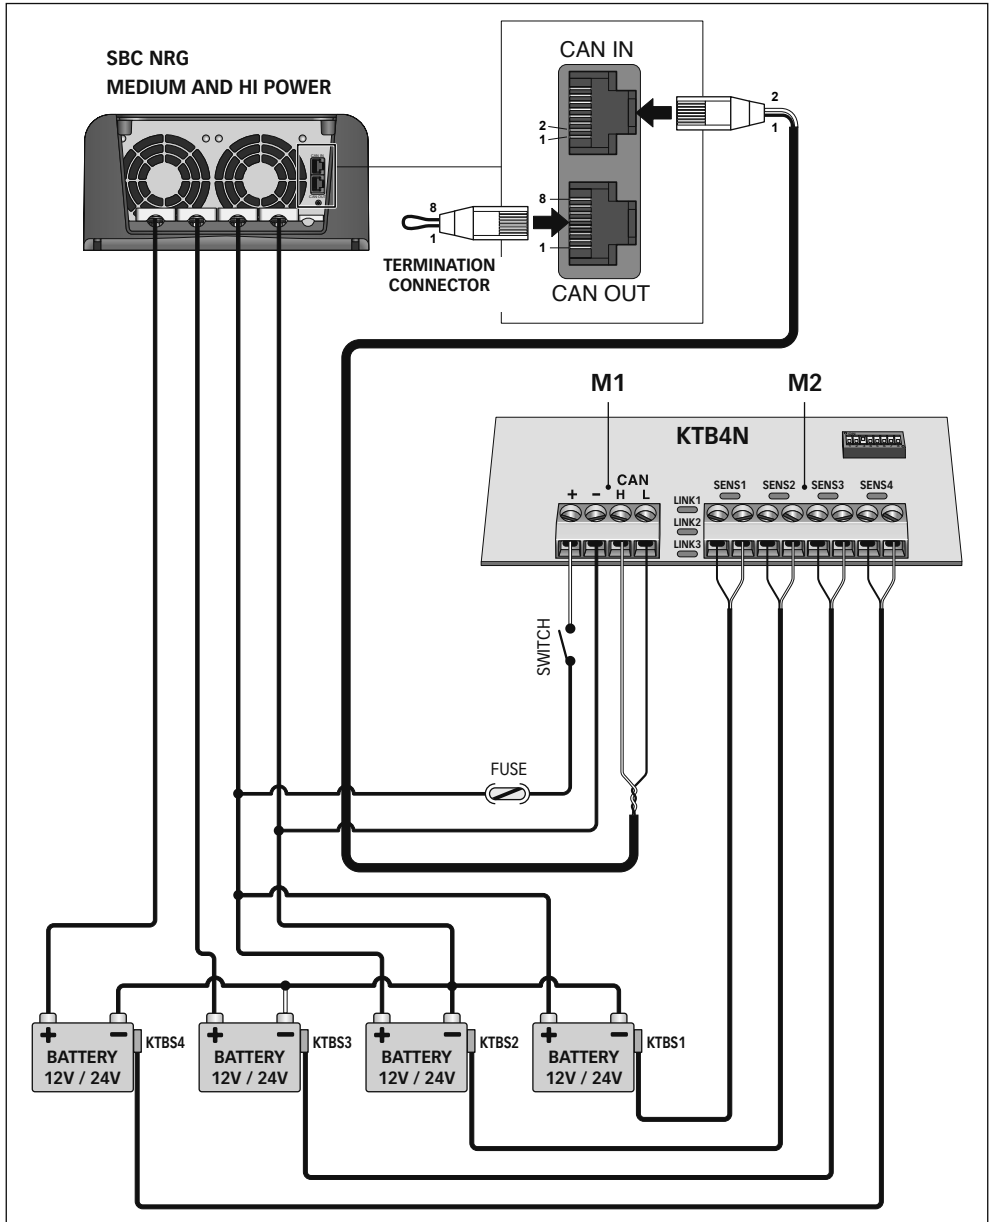 SBC NRG
MEDIUM AND HI POWER
CAN IN
2
1
2
1
8
1
8
1
TERMINATION
CONNECTOR
CAN OUT
M1
M2
KTB4N
CAN
+ − H L
LINK1
LINK2
LINK3
SENS1 SENS2 SENS3 SENS4
SWITCH
FUSE
+ −
BATTERY
12V / 24V
KTBS4
+ −
BATTERY
12V / 24V
KTBS3
+ −
BATTERY
12V / 24V
KTBS2
+ −
BATTERY
12V / 24V
KTBS1